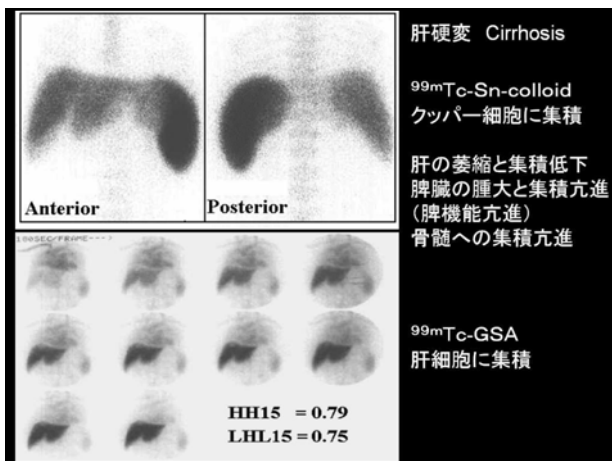 Anterior
Posterior
180SEC/FRAME--->
HH15 = 0.79
LHL15 = 0.75
肝硬変 Cirrhosis
99mTc-Sn-colloid
クッパー細胞に集積
肝の萎縮と集積低下
脾臓の腫大と集積亢進
(脾機能亢進)
骨髄への集積亢進
99mTc-GSA
肝細胞に集積